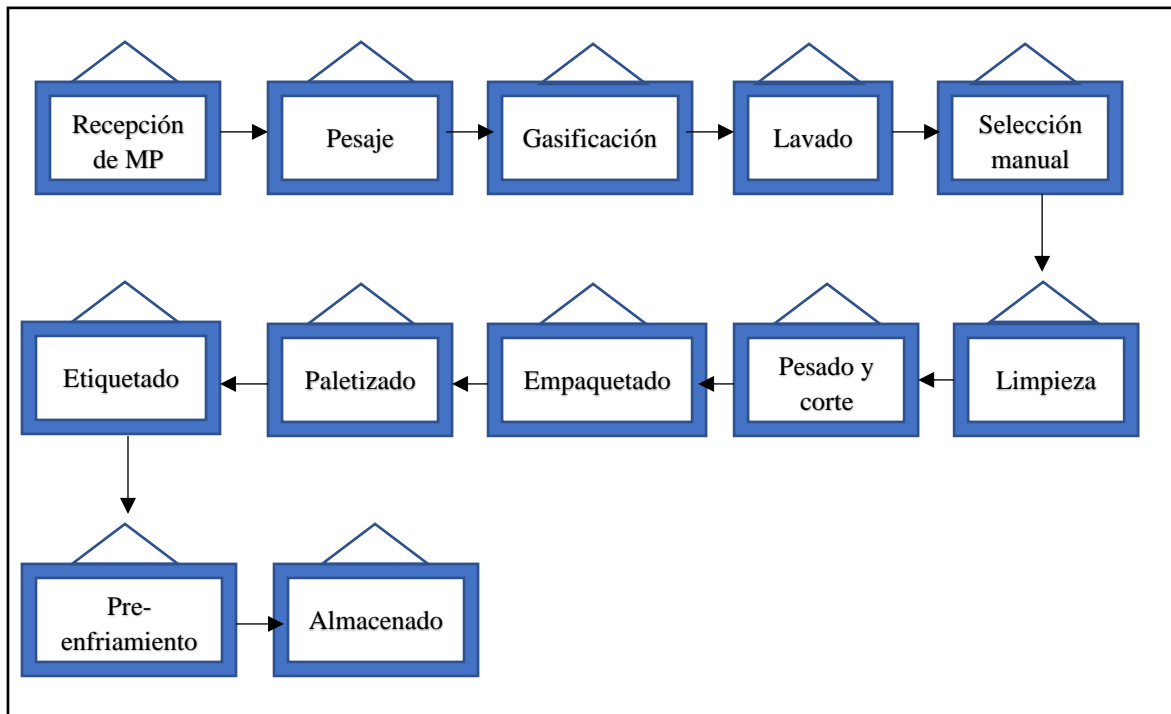 Recepción
de MP
Pesaje
Gasificación
Lavado
Selección
manual
Limpieza
Pesado y
corte
Empaquetado
Paletizado
Etiquetado
Pre-
enfriamiento
Almacenado